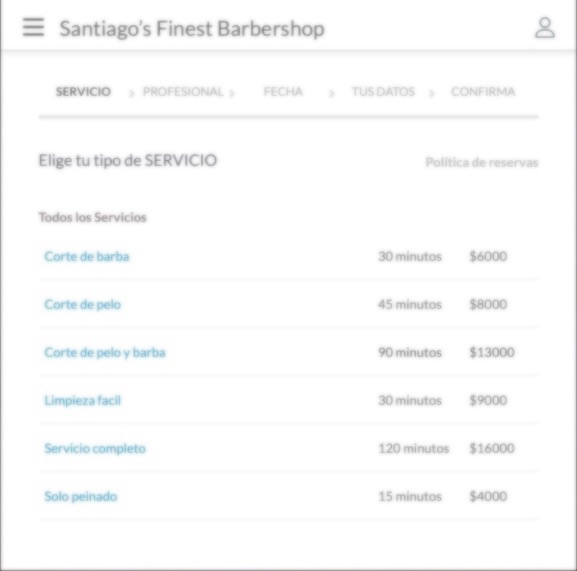 Santiago's Finest Barbershop
SERVICIO > PROFESIONAL > FECHA > TUS DATOS > CONFIRMA
Elige tu tipo de SERVICIO Política de reservas
Todos los Servicios
Corte de barba 30 minutos $6000
Corte de pelo 45 minutos $8000
Corte de pelo y barba 90 minutos $13000
Limpieza facil 30 minutos $9000
Servicio completo 120 minutos $16000
Solo peinado 15 minutos $4000